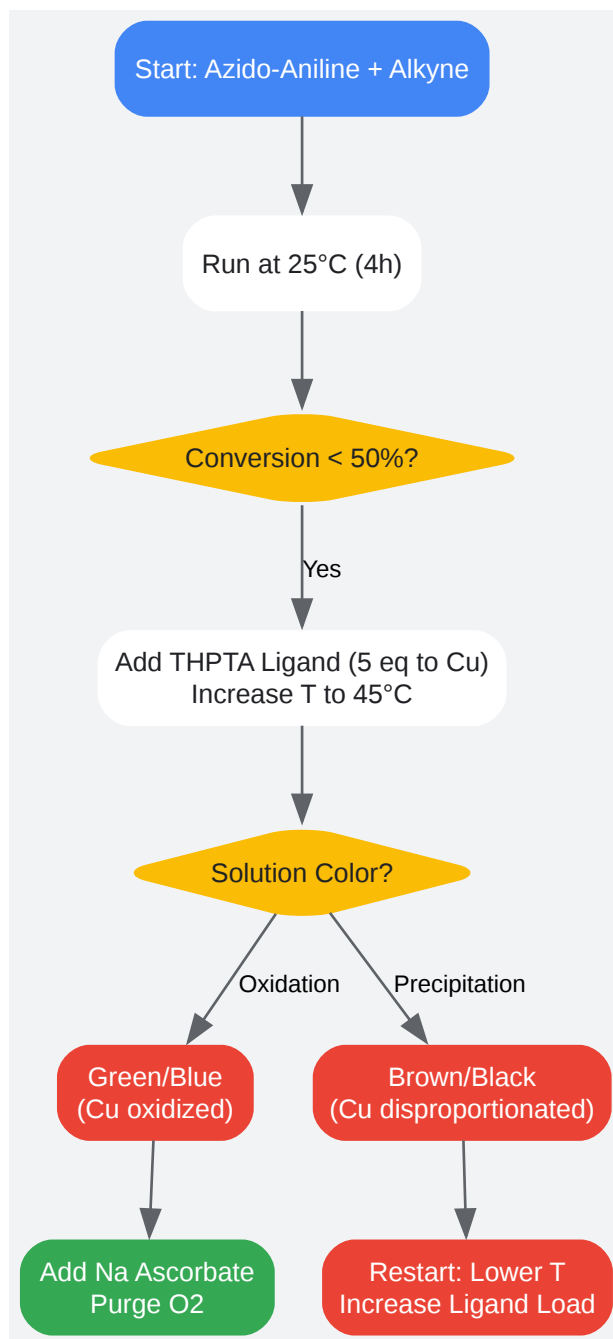 Start: Azido-Aniline + Alkyne
Run at 25°C (4h)
Conversion < 50%?
Yes
Add THPTA Ligand (5 eq to Cu)
Increase T to 45°C
Solution Color?
Oxidation
Precipitation
Green/Blue
(Cu oxidized)
Brown/Black
(Cu disproportionated)
Add Na Ascorbate
Purge O2
Restart: Lower T
Increase Ligand Load